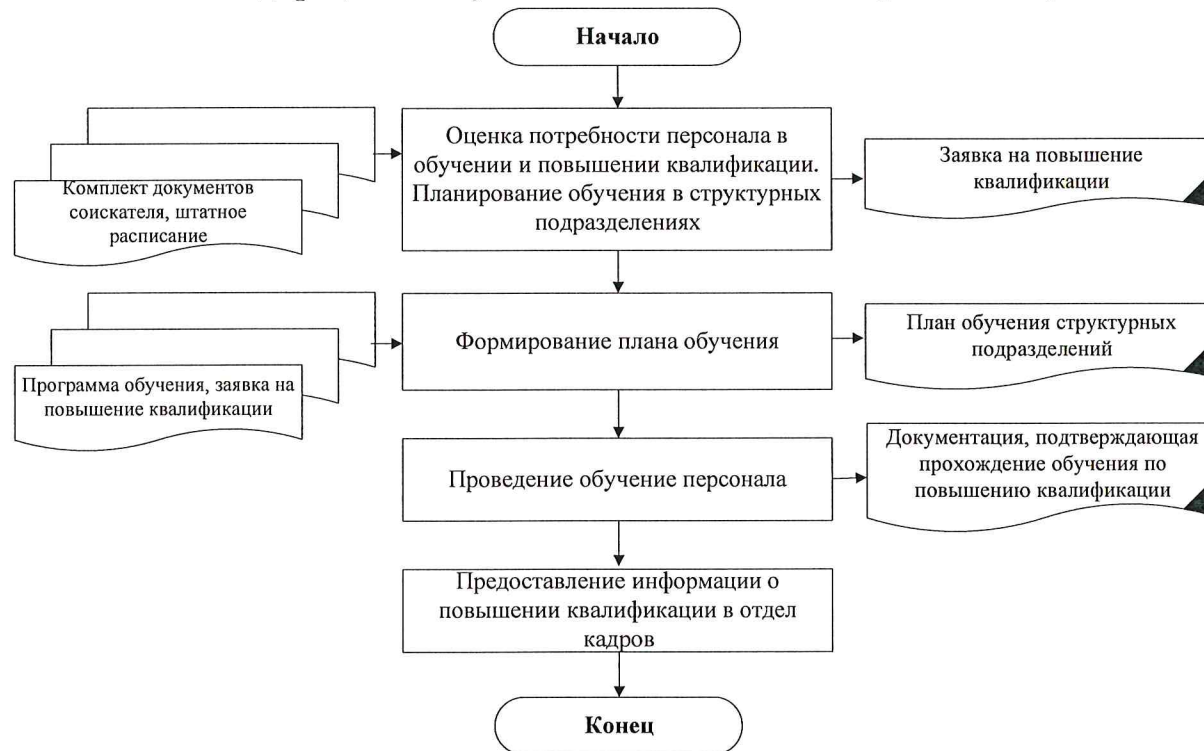 Начало
Комплект документов
соискателя, штатное
расписание
Оценка потребности персонала в
обучении и повышении квалификации.
Планирование обучения в структурных
подразделениях
Заявка на повышение
квалификации
Программа обучения, заявка на
повышение квалификации
Формирование плана обучения
План обучения структурных
подразделений
Проведение обучение персонала
Документация, подтверждающая
прохождение обучения по
повышению квалификации
Предоставление информации о
повышении квалификации в отдел
кадров
Конец